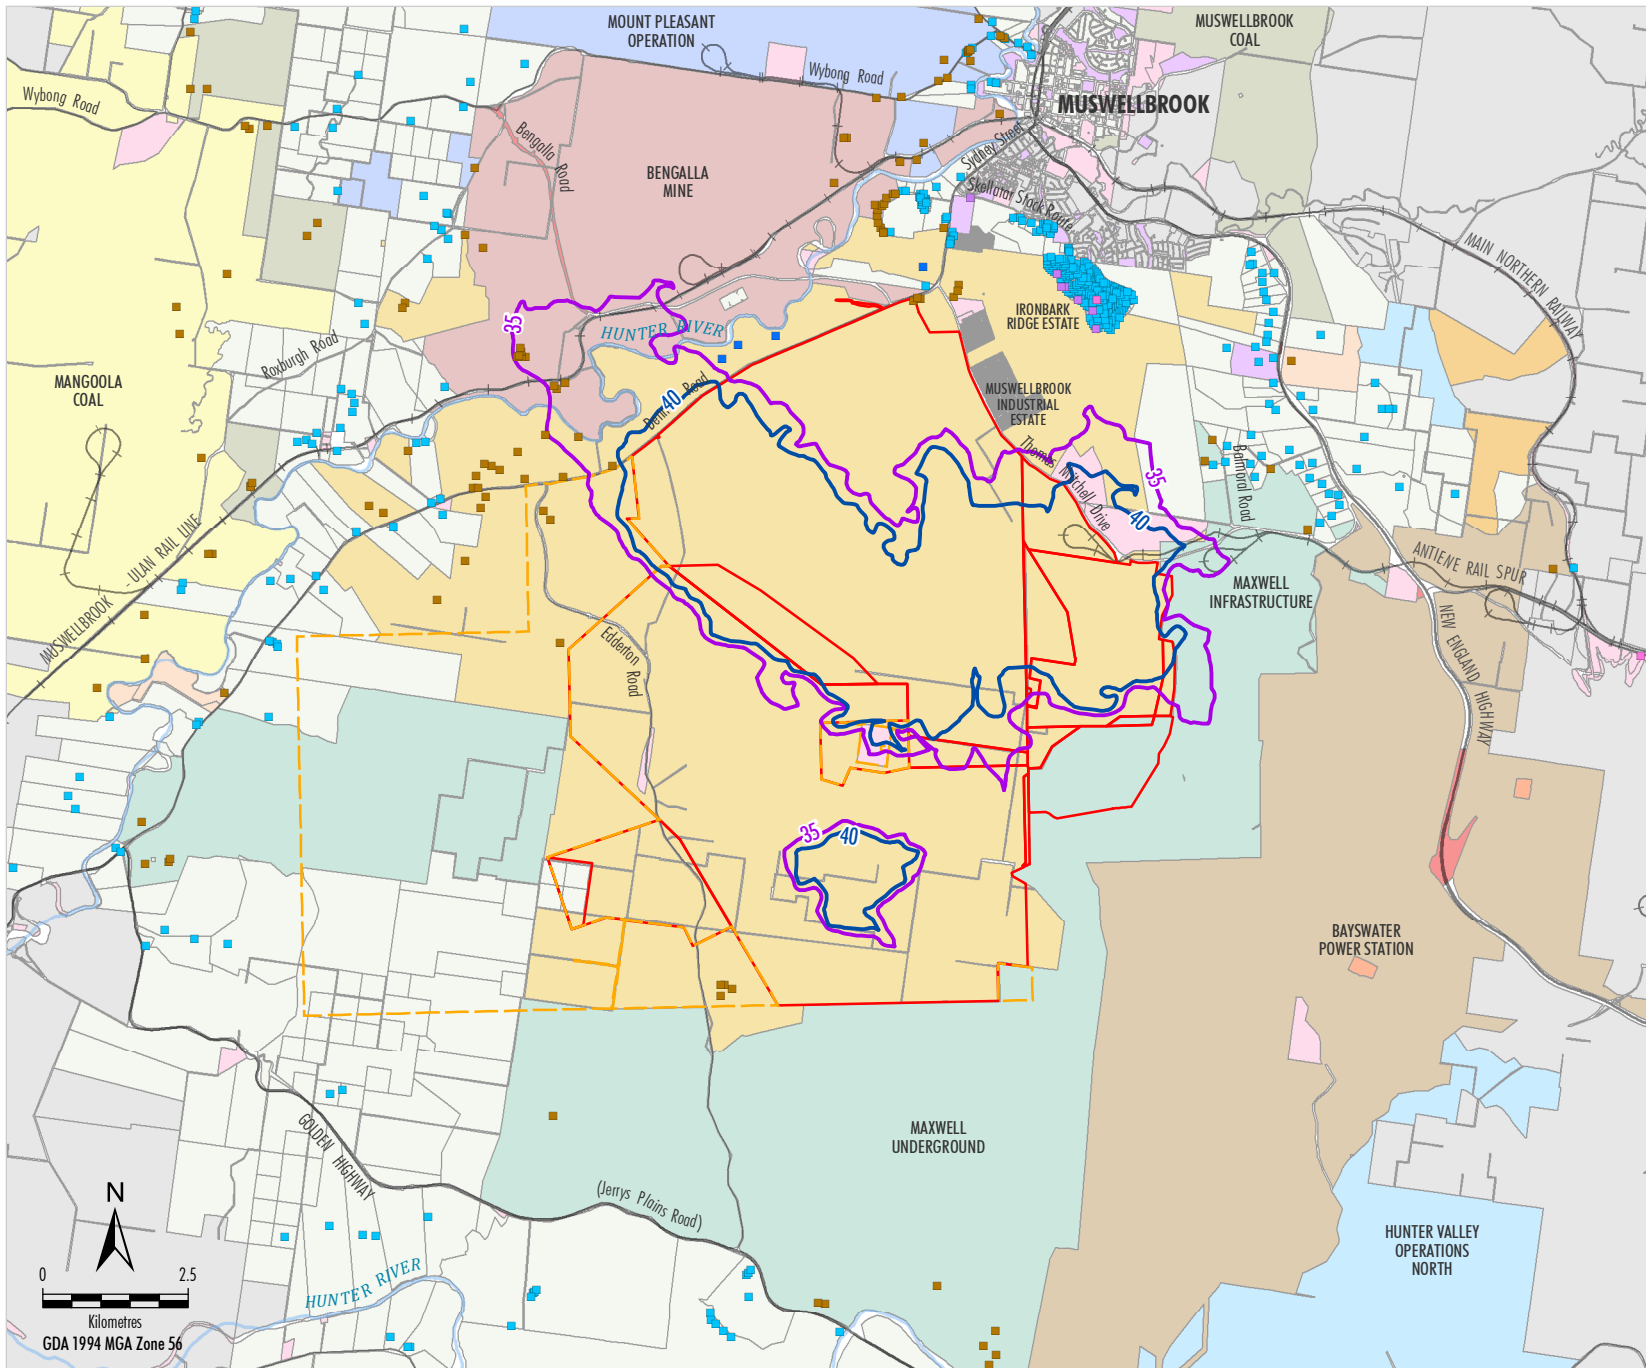 MOUNT PLEASANT
OPERATION
MUSWELLBROOK
COAL
Wybong Road
Wybong Road
MUSWELLBROOK
Bengalla Road
Sydney Street
BENGALLA
MINE
Skellatar Stock Route
MAIN NORTHERN RAILWAY
35
HUNTER RIVER
IRONBARK
RIDGE ESTATE
Roxburgh Road
MANGOOLA
COAL
MUSWELLBROOK
INDUSTRIAL
ESTATE
40
Road
Thomas Mitchell Drive
35
Balmoral Road
40
MUSWELLBROOK - ULAN RAIL LINE
ANTIENE RAIL SPUR
MAXWELL
INFRASTRUCTURE
Edderton
Road
NEW ENGLAND HIGHWAY
35
40
BAYSWATER
POWER STATION
MAXWELL
UNDERGROUND
GOLDEN HIGHWAY
(Jerrys Plains Road)
N
HUNTER VALLEY
OPERATIONS
NORTH
HUNTER RIVER
0 2.5
Kilometres
GDA 1994 MGA Zone 56